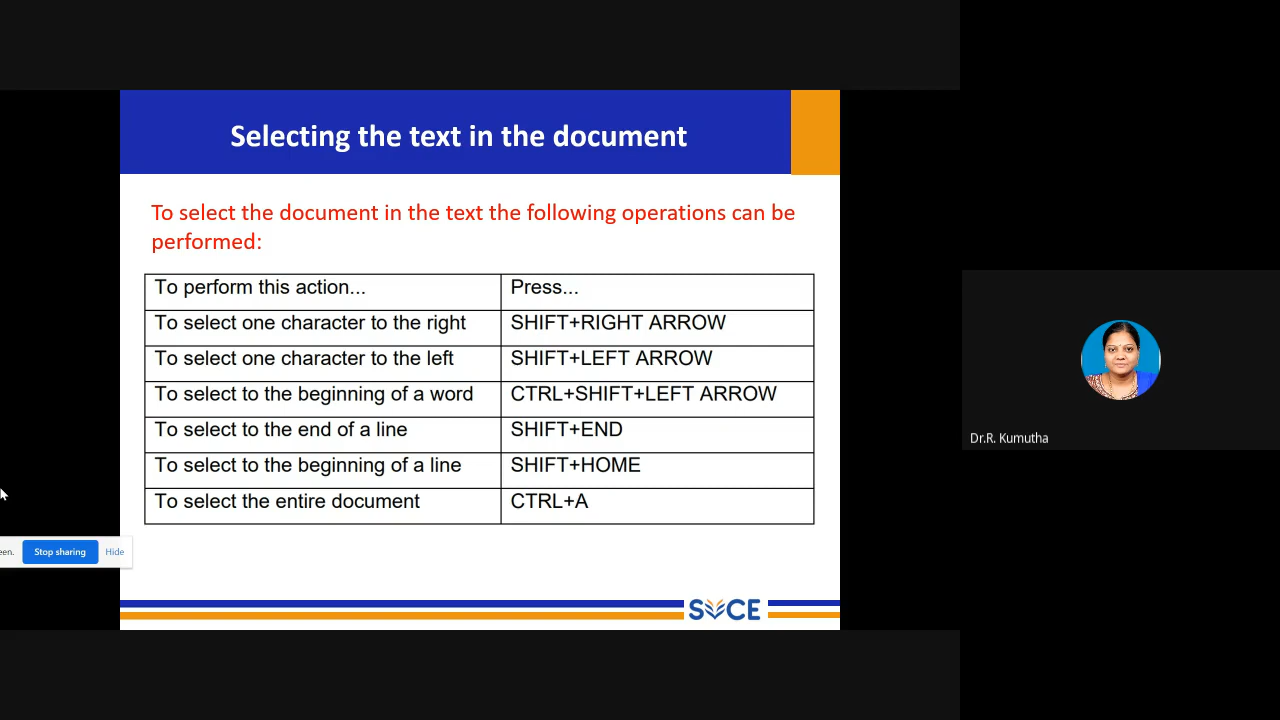 Selecting the text in the document
To select the document in the text the following operations can be
performed:
To perform this action... Press...
To select one character to the right SHIFT+RIGHT ARROW
To select one character to the left SHIFT+LEFT ARROW
To select to the beginning of a word CTRL+SHIFT+LEFT ARROW
To select to the end of a line SHIFT+END
To select to the beginning of a line SHIFT+HOME
To select the entire document CTRL+A
Dr.R. Kumutha
een. Stop sharing Hide
SVCE